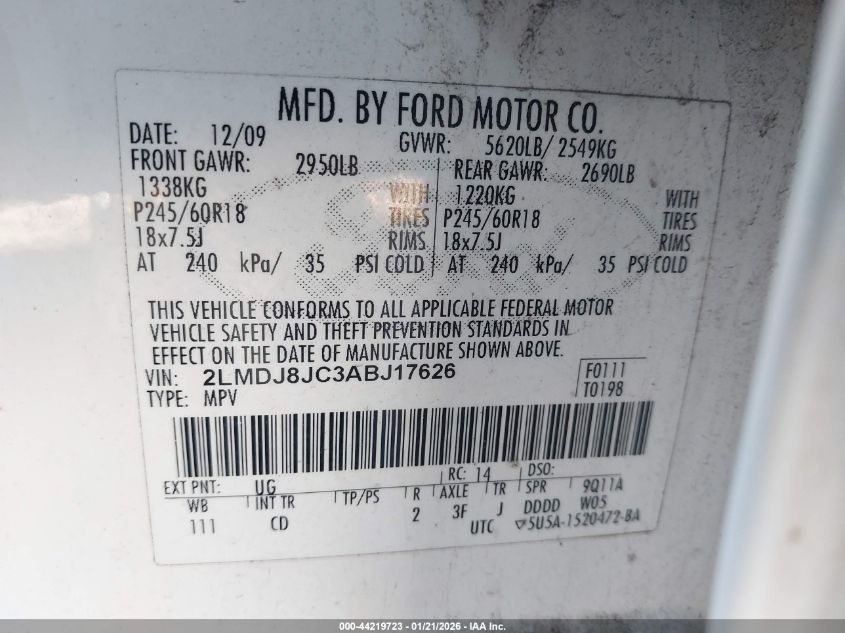 MFD. BY FORD MOTOR CO.
DATE: 12/09 GVWR: 5620LB/ 2549KG
FRONT GAWR: 2950LB REAR GAWR: 2690LB
1338KG WITH 1220KG WITH
P245/60R18 TIRES P245/60R18 TIRES
18x7.5J RIMS 18x7.5J RIMS
AT 240 kPa/ 35 PSI COLD AT 240 kPa/ 35 PSI COLD
THIS VEHICLE CONFORMS TO ALL APPLICABLE FEDERAL MOTOR
VEHICLE SAFETY AND THEFT PREVENTION STANDARDS IN
EFFECT ON THE DATE OF MANUFACTURE SHOWN ABOVE.
VIN: 2LMDJ8JC3ABJ17626 F0111
TYPE: MPV T0198
EXT PNT: UG RC: 14 DSO:
WB INT TR TP/PS R AXLE TR SPR 9Q11A
111 CD 2 3F J DDDD W05
UTC ▽5U5A-1520472-BA
000-44219723 - 01/21/2026 - IAA Inc.